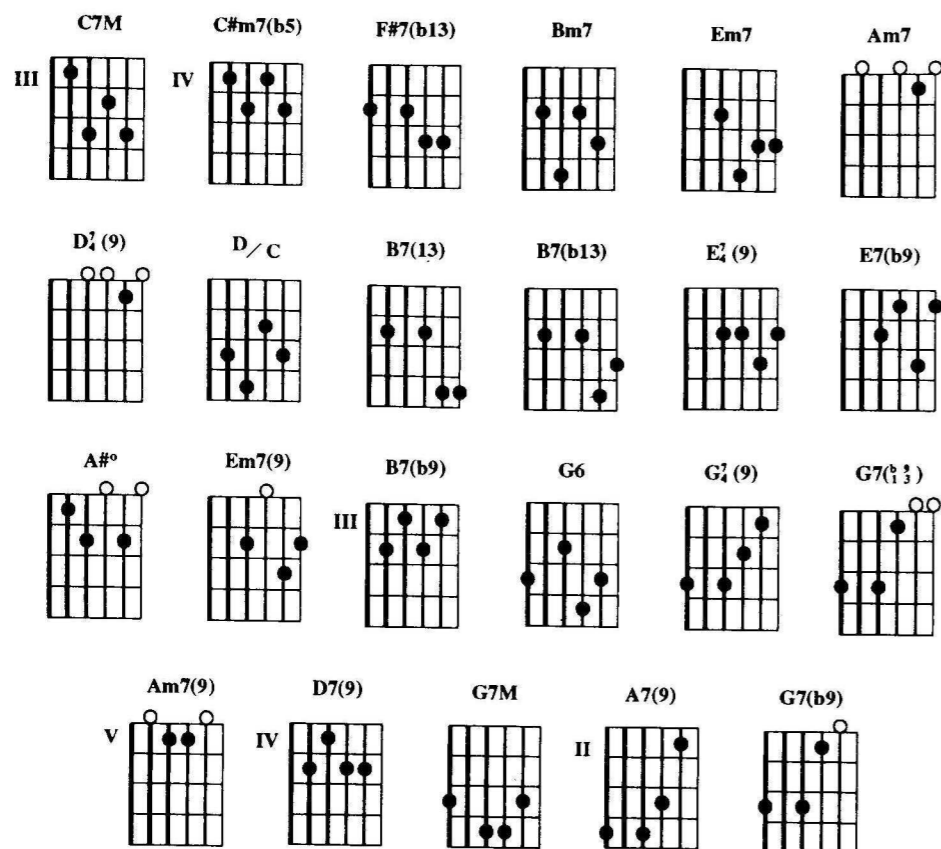 C7M C#m7(b5) F#7(b13) Bm7 Em7 Am7
III IV
D7/4(9) D/C B7(13) B7(b13) E7/4(9) E7(b9)
A#º Em7(9) B7(b9) G6 G7/4(9) G7(b9/13)
III
Am7(9) D7(9) G7M A7(9) G7(b9)
V IV II